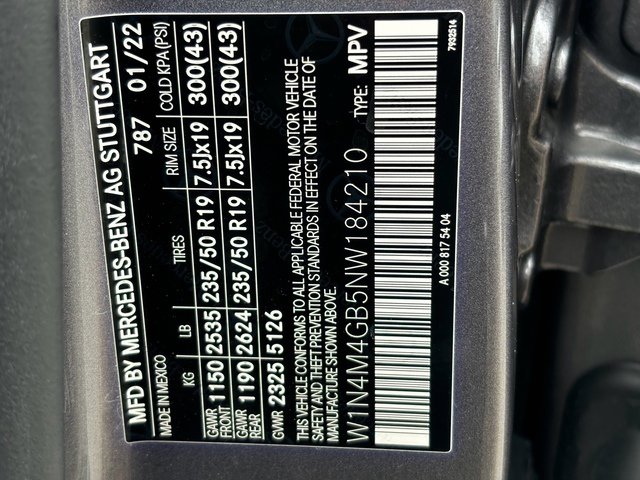 MFD BY MERCEDES-BENZ AG STUTTGART
MADE IN MEXICO 787 01/22
KG LB TIRES RIM SIZE COLD KPA(PSI)
GAWR FRONT 1150 2535 235/50 R19 7.5Jx19 300(43)
GAWR REAR 1190 2624 235/50 R19 7.5Jx19 300(43)
GVWR 2325 5126
THIS VEHICLE CONFORMS TO ALL APPLICABLE FEDERAL MOTOR VEHICLE
SAFETY AND THEFT PREVENTION STANDARDS IN EFFECT ON THE DATE OF
MANUFACTURE SHOWN ABOVE.
W1N4M4GB5NW184210 TYPE: MPV
A 000 817 54 04
7932514